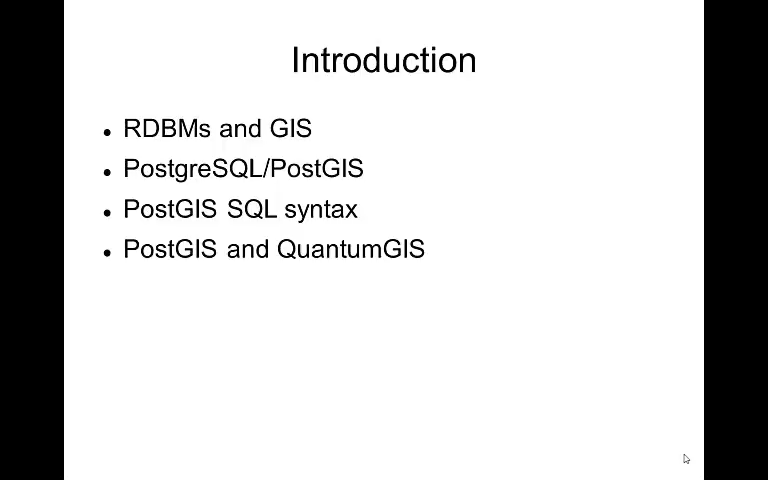 Introduction
• RDBMs and GIS
• PostgreSQL/PostGIS
• PostGIS SQL syntax
• PostGIS and QuantumGIS